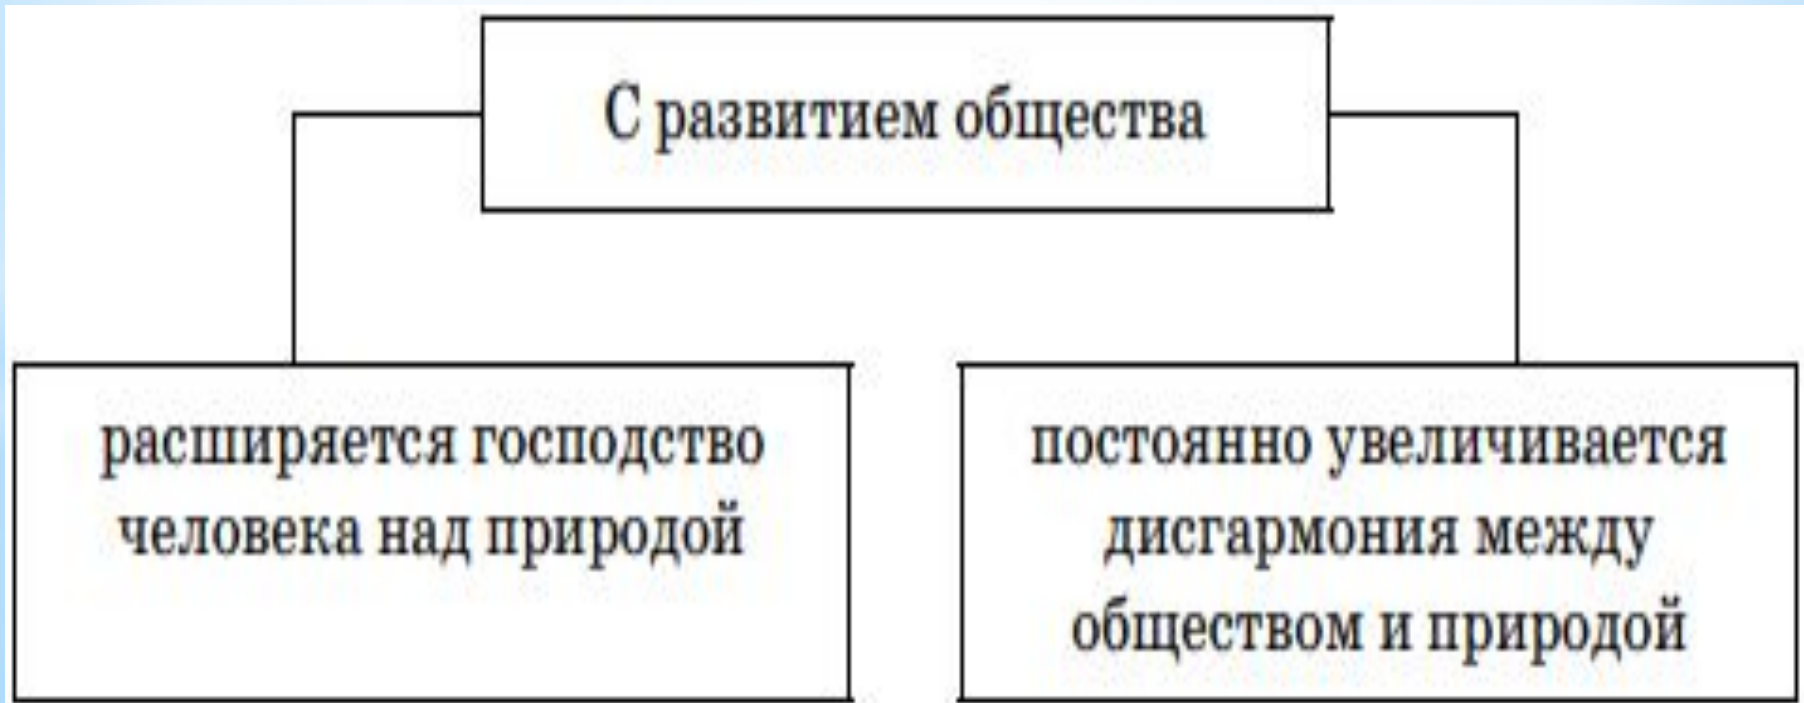 С развитием общества
расширяется господство
человека над природой
постоянно увеличивается
дисгармония между
обществом и природой